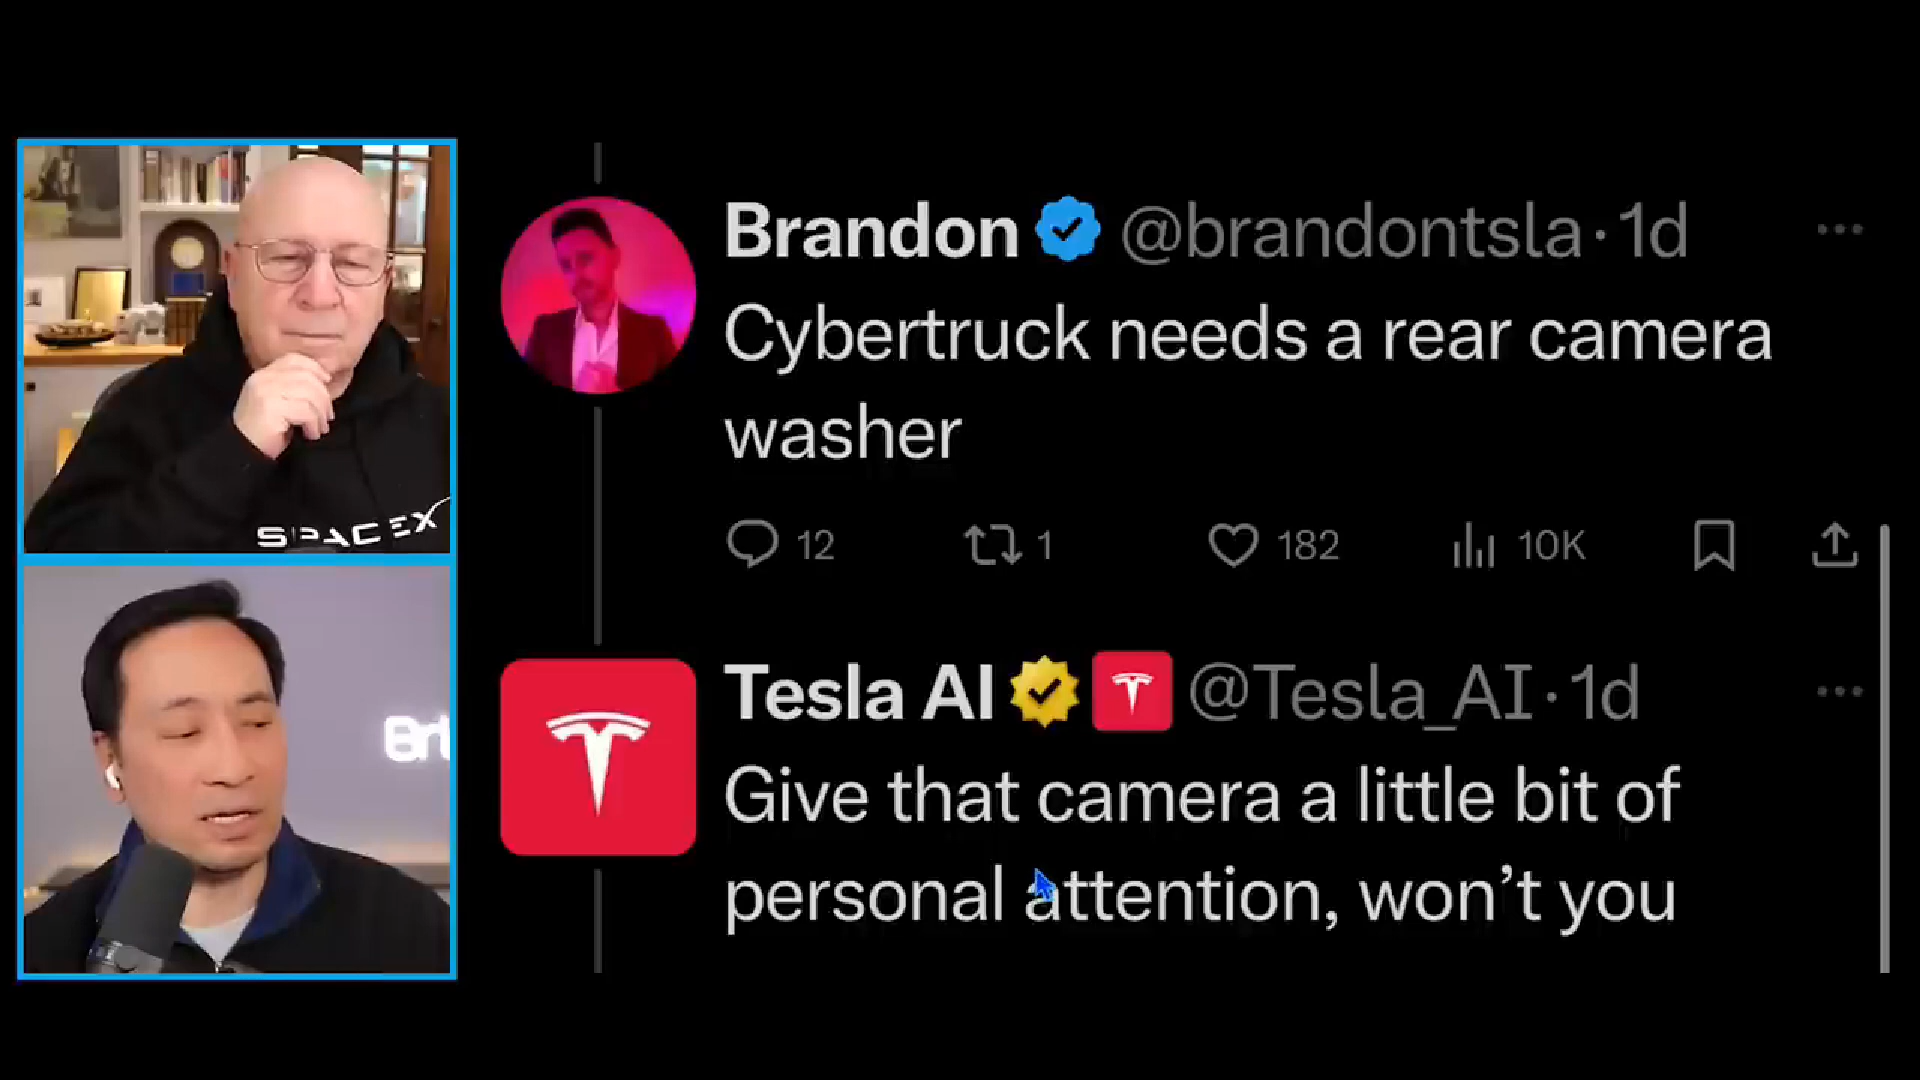 Brandon @brandontsla · 1d
Cybertruck needs a rear camera
washer
12 1 182 10K
Tesla AI @Tesla_AI · 1d
Give that camera a little bit of
personal attention, won’t you
SPACEX